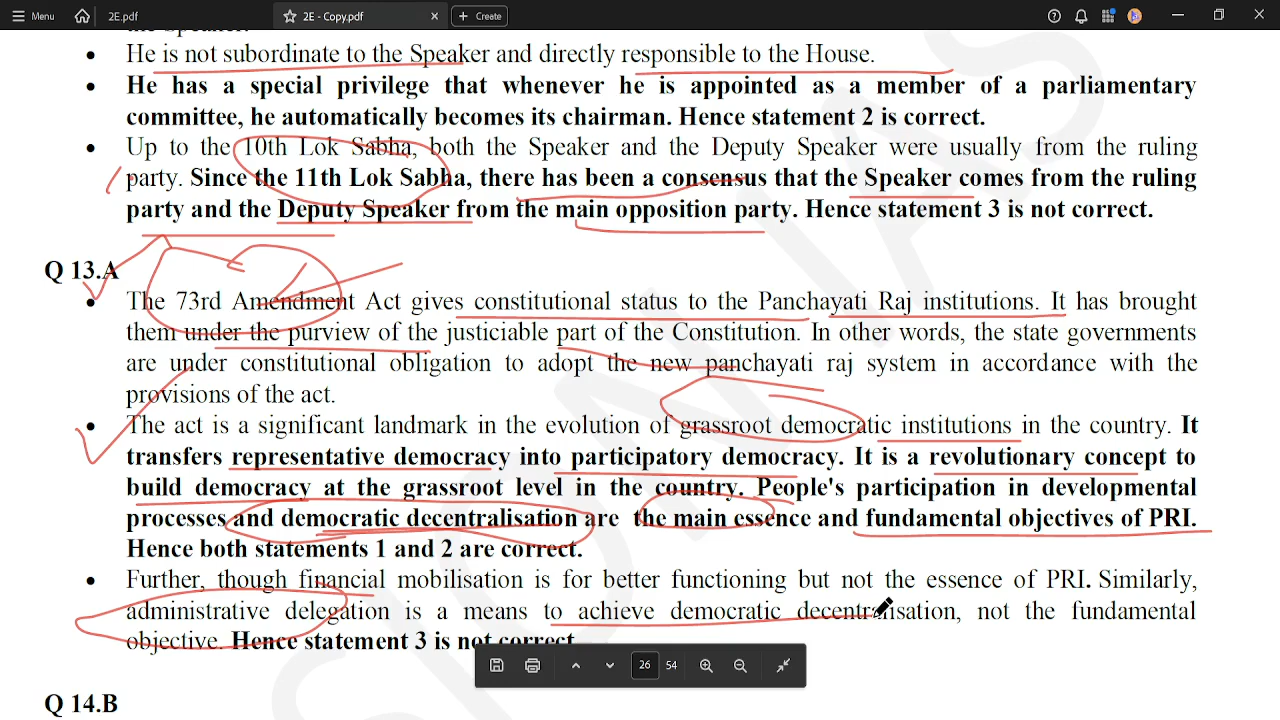 Menu
2E.pdf
2E - Copy.pdf
Create
the Speaker.
• He is not subordinate to the Speaker and directly responsible to the House.
• He has a special privilege that whenever he is appointed as a member of a parliamentary
committee, he automatically becomes its chairman. Hence statement 2 is correct.
• Up to the 10th Lok Sabha, both the Speaker and the Deputy Speaker were usually from the ruling
party. Since the 11th Lok Sabha, there has been a consensus that the Speaker comes from the ruling
party and the Deputy Speaker from the main opposition party. Hence statement 3 is not correct.
Q 13.A
• The 73rd Amendment Act gives constitutional status to the Panchayati Raj institutions. It has brought
them under the purview of the justiciable part of the Constitution. In other words, the state governments
are under constitutional obligation to adopt the new panchayati raj system in accordance with the
provisions of the act.
• The act is a significant landmark in the evolution of grassroot democratic institutions in the country. It
transfers representative democracy into participatory democracy. It is a revolutionary concept to
build democracy at the grassroot level in the country. People's participation in developmental
processes and democratic decentralisation are the main essence and fundamental objectives of PRI.
Hence both statements 1 and 2 are correct.
• Further, though financial mobilisation is for better functioning but not the essence of PRI. Similarly,
administrative delegation is a means to achieve democratic decentralisation, not the fundamental
objective. Hence statement 3 is not correct.
26 54
Q 14.B